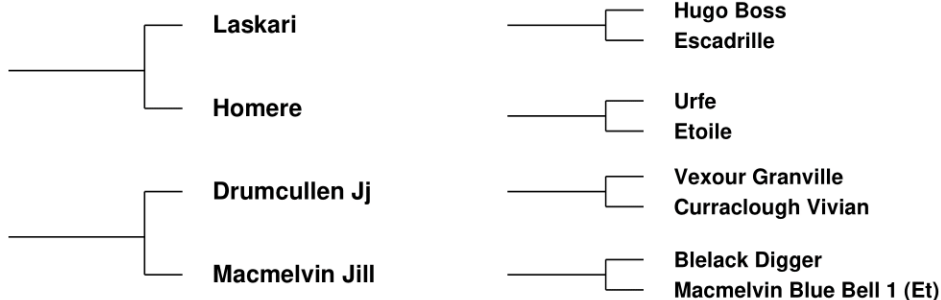 Laskari
Hugo Boss
Escadrille
Homere
Urfe
Etoile
Drumcullen Jj
Vexour Granville
Curraclough Vivian
Macmelvin Jill
Blelack Digger
Macmelvin Blue Bell 1 (Et)